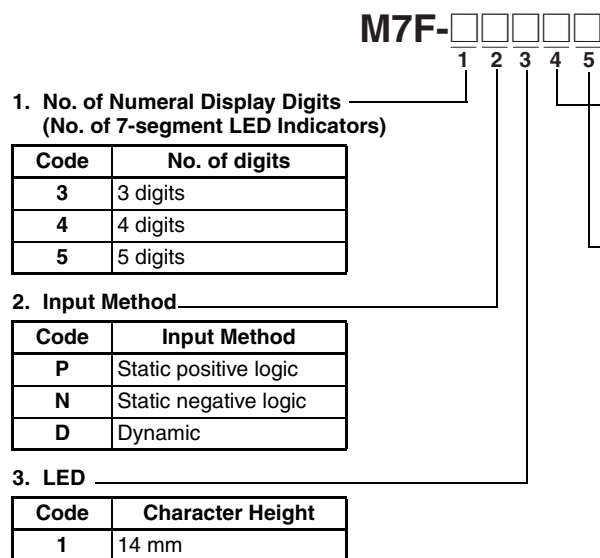 M7F-□□□□□
1 2 3 4 5
1. No. of Numeral Display Digits
(No. of 7-segment LED Indicators)
Code No. of digits
3 3 digits
4 4 digits
5 5 digits
2. Input Method
Code Input Method
P Static positive logic
N Static negative logic
D Dynamic
3. LED
Code Character Height
1 14 mm